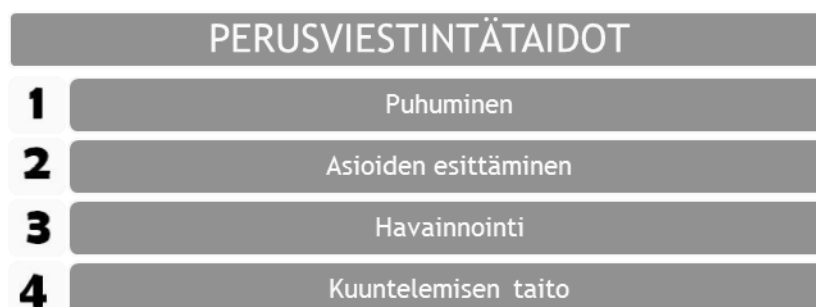 PERUSVIESTINTÄTAIDOT
1 Puhuminen
2 Asioiden esittäminen
3 Havainnointi
4 Kuuntelemisen taito